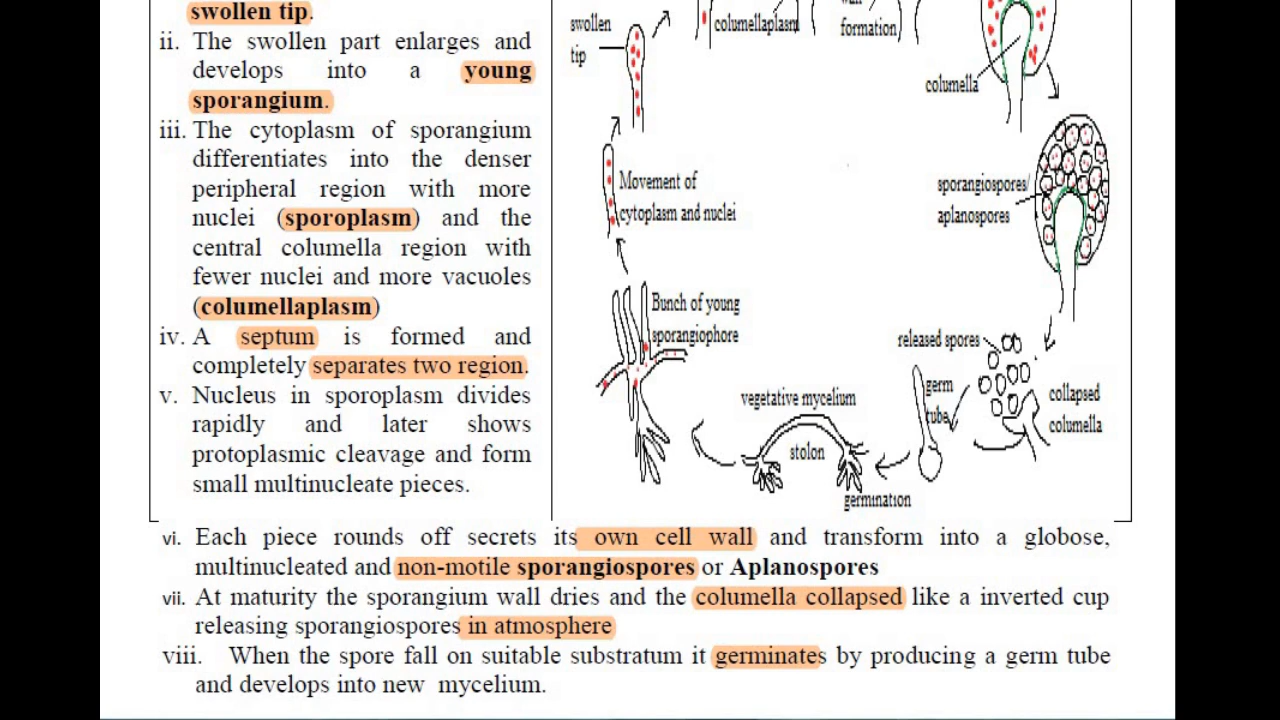 swollen tip.
ii. The swollen part enlarges and
develops into a young
sporangium.
iii. The cytoplasm of sporangium
differentiates into the denser
peripheral region with more
nuclei (sporoplasm) and the
central columella region with
fewer nuclei and more vacuoles
(columellaplasm)
iv. A septum is formed and
completely separates two region.
v. Nucleus in sporoplasm divides
rapidly and later shows
protoplasmic cleavage and form
small multinucleate pieces.
swollen
tip
columellaplasm
formation
columella
Movement of
cytoplasm and nuclei
sporangiospores/
aplanospores
Bunch of young
sporangiophore
released spores
germ
tube
collapsed
columella
vegetative mycelium
stolon
germination
vi. Each piece rounds off secrets its own cell wall and transform into a globose,
multinucleated and non-motile sporangiospores or Aplanospores
vii. At maturity the sporangium wall dries and the columella collapsed like a inverted cup
releasing sporangiospores in atmosphere
viii. When the spore fall on suitable substratum it germinates by producing a germ tube
and develops into new mycelium.